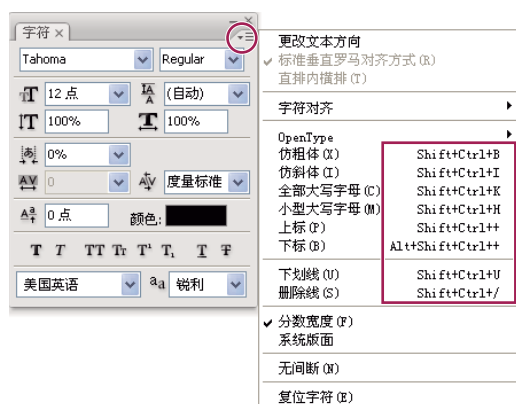 字符 ×
Tahoma
Regular
12 点
(自动)
100%
100%
0%
0
度量标准
0 点
颜色:
T T TT Tr T¹ T₁ T T
美国英语
aa 锐利
更改文本方向
标准垂直罗马对齐方式(R)
直排内横排(T)
字符对齐
OpenType
仿粗体(X) Shift+Ctrl+B
仿斜体(I) Shift+Ctrl+I
全部大写字母(C) Shift+Ctrl+K
小型大写字母(M) Shift+Ctrl+H
上标(P) Shift+Ctrl++
下标(B) Alt+Shift+Ctrl++
下划线(U) Shift+Ctrl+U
删除线(S) Shift+Ctrl+/
分数宽度(F)
系统版面
无间断(N)
复位字符(E)